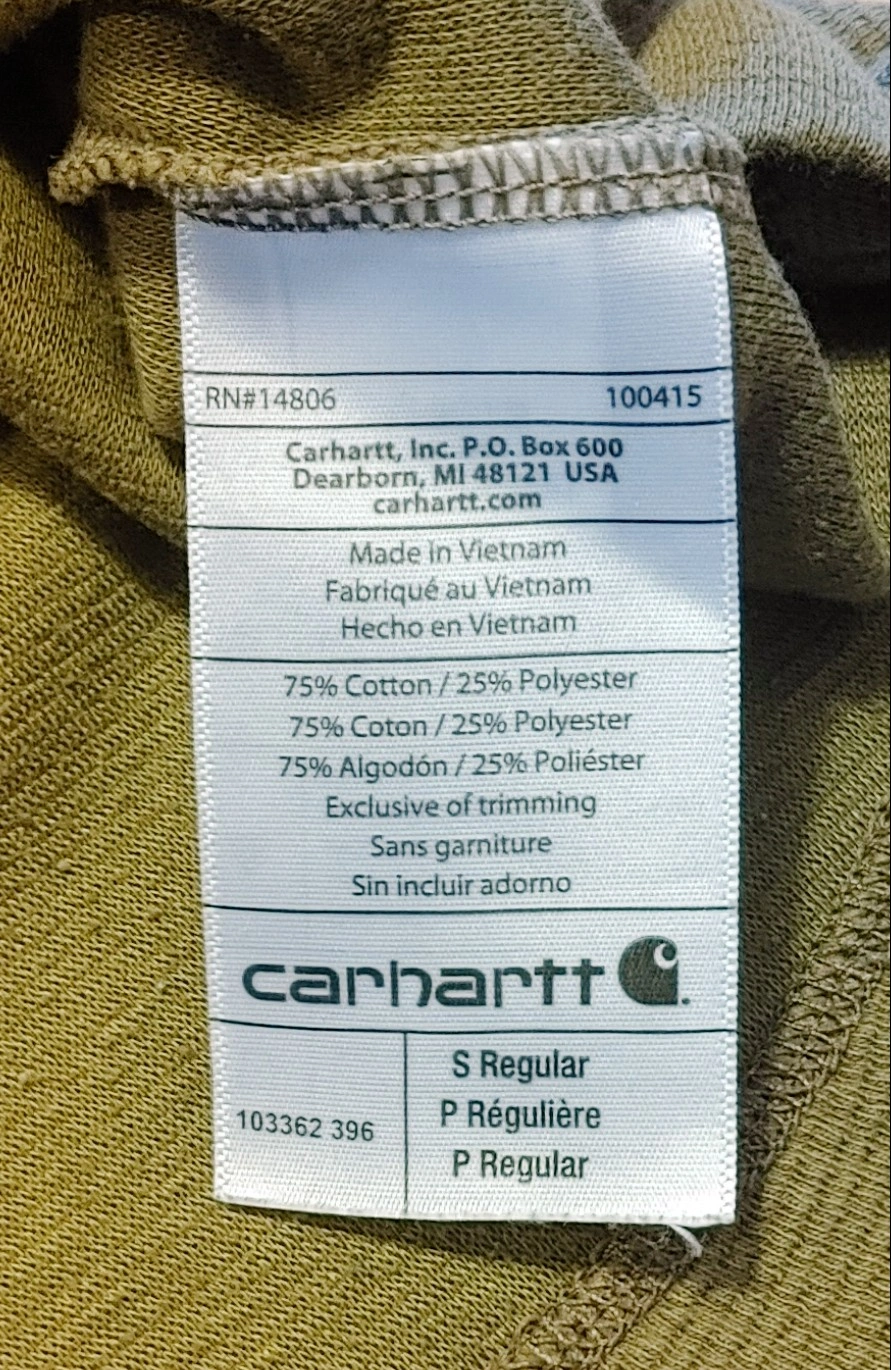 RN#14806 100415
Carhartt, Inc. P.O. Box 600
Dearborn, MI 48121 USA
carhartt.com
Made in Vietnam
Fabriqué au Vietnam
Hecho en Vietnam
75% Cotton / 25% Polyester
75% Coton / 25% Polyester
75% Algodón / 25% Poliéster
Exclusive of trimming
Sans garniture
Sin incluir adorno
carhartt
103362 396
S Regular
P Régulière
P Regular